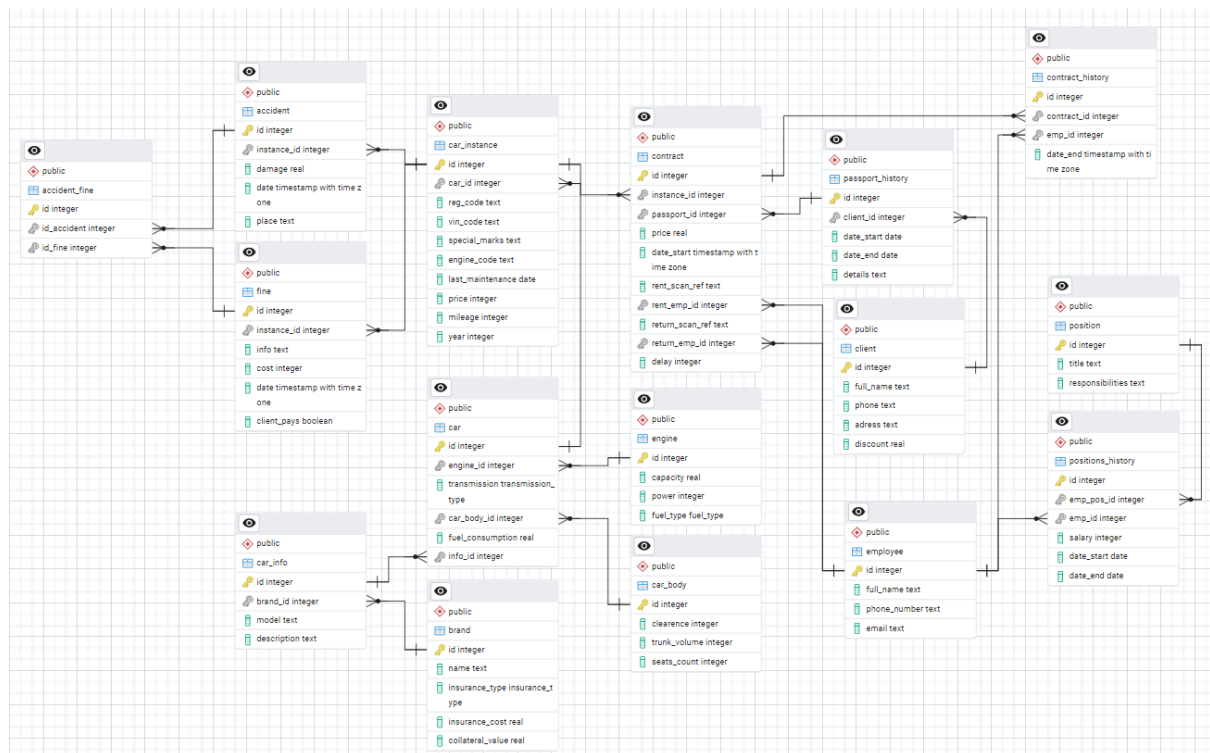 public
accident_fine
id integer
id_accident integer
id_fine integer
public
accident
id integer
instance_id integer
damage real
date timestamp with time z
one
place text
public
fine
id integer
instance_id integer
info text
cost integer
date timestamp with time z
one
client_pays boolean
public
car_info
id integer
brand_id integer
model text
description text
public
car_instance
id integer
car_id integer
reg_code text
vin_code text
special_marks text
engine_code text
last_maintenance date
price integer
mileage integer
year integer
public
car
id integer
engine_id integer
transmission transmission_
type
car_body_id integer
fuel_consumption real
info_id integer
public
brand
id integer
name text
insurance_type insurance_t
ype
insurance_cost real
collateral_value real
public
contract
id integer
instance_id integer
passport_id integer
price real
date_start timestamp with t
ime zone
rent_scan_ref text
rent_emp_id integer
return_scan_ref text
return_emp_id integer
delay integer
public
engine
id integer
capacity real
power integer
fuel_type fuel_type
public
car_body
id integer
clearence integer
trunk_volume integer
seats_count integer
public
passport_history
id integer
client_id integer
date_start date
date_end date
details text
public
client
id integer
full_name text
phone text
adress text
discount real
public
employee
id integer
full_name text
phone_number text
email text
public
contract_history
id integer
contract_id integer
emp_id integer
date_end timestamp with ti
me zone
public
position
id integer
title text
responsibilities text
public
positions_history
id integer
emp_pos_id integer
emp_id integer
salary integer
date_start date
date_end date